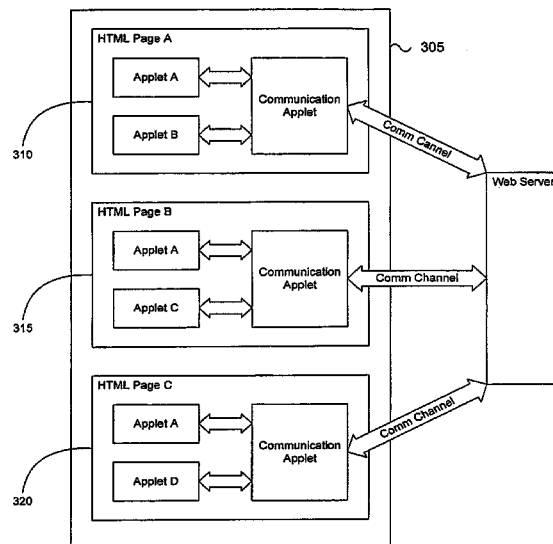 HTML Page A
305
Applet A
Communication
Applet
Applet B
310
Comm Cannel
Web Server
HTML Page B
Applet A
Communication
Applet
Applet C
315
Comm Channel
HTML Page C
Applet A
Communication
Applet
Applet D
320
Comm Channel